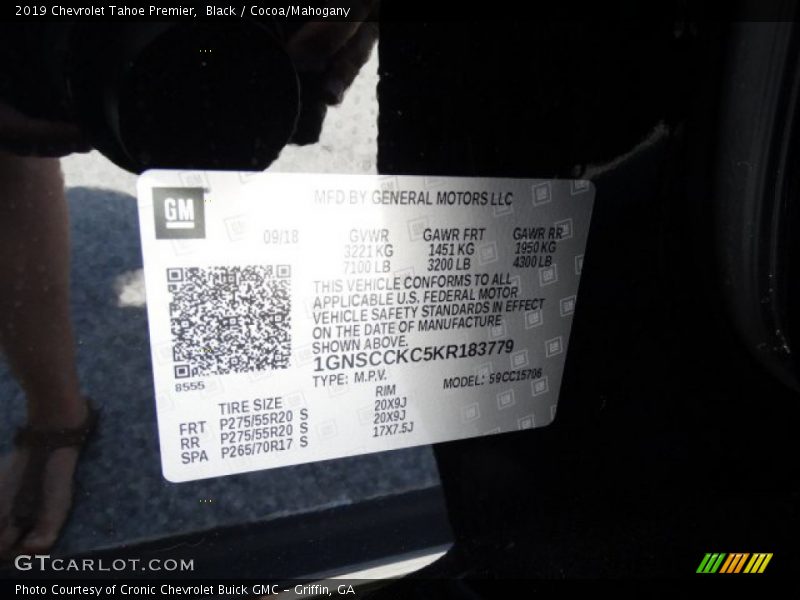 2019 Chevrolet Tahoe Premier, Black / Cocoa/Mahogany
GM
MFD BY GENERAL MOTORS LLC
09/18 GVWR GAWR FRT GAWR RR
3221 KG 1451 KG 1950 KG
7100 LB 3200 LB 4300 LB
THIS VEHICLE CONFORMS TO ALL
APPLICABLE U.S. FEDERAL MOTOR
VEHICLE SAFETY STANDARDS IN EFFECT
ON THE DATE OF MANUFACTURE
SHOWN ABOVE.
1GNSCCKC5KR183779
TYPE: M.P.V. MODEL: 59CC15706
8555
TIRE SIZE RIM
FRT P275/55R20 S 20X9J
RR P275/55R20 S 20X9J
SPA P265/70R17 S 17X7.5J
GTCARLOT.COM
Photo Courtesy of Cronic Chevrolet Buick GMC – Griffin, GA